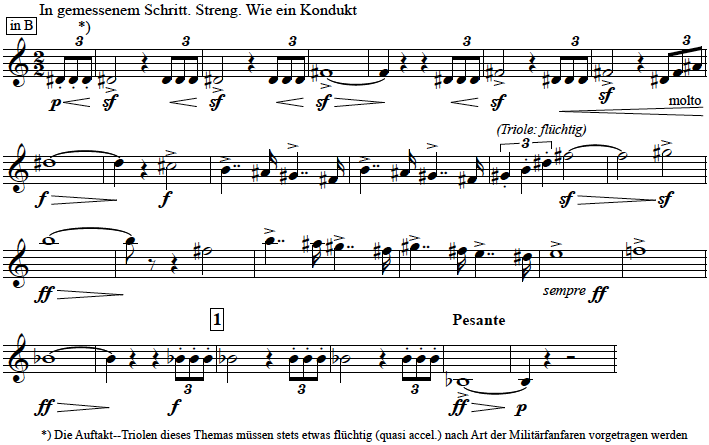 In gemessenem Schritt. Streng. Wie ein Kondukt
in B
*)
3 3 3 3 3 3
p sf sf sf sf sf molto
(Triole: flüchtig)
3
f f sf sf
ff sempre ff
1 Pesante
3 3 3
ff f ff p
*) Die Auftakt--Triolen dieses Themas müssen stets etwas flüchtig (quasi accel.) nach Art der Militärfanfaren vorgetragen werden